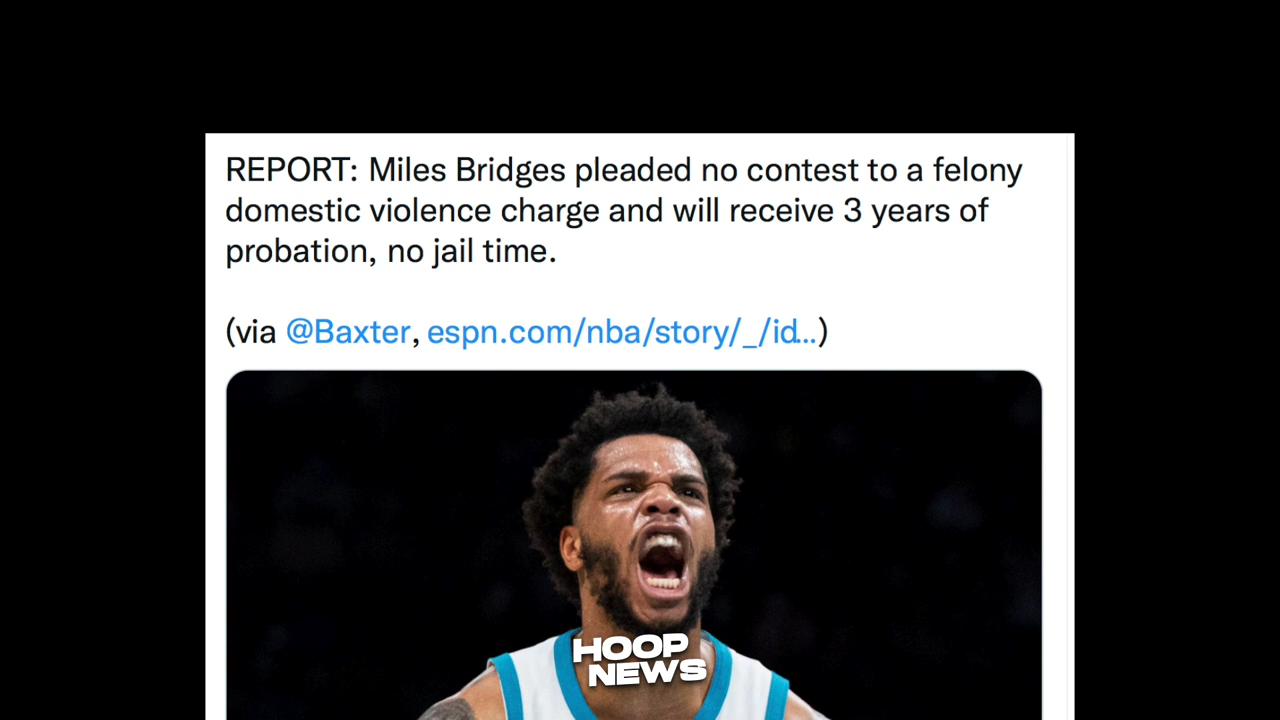 REPORT: Miles Bridges pleaded no contest to a felony
domestic violence charge and will receive 3 years of
probation, no jail time.
(via @Baxter, espn.com/nba/story/_/id...)
HOOP
NEWS